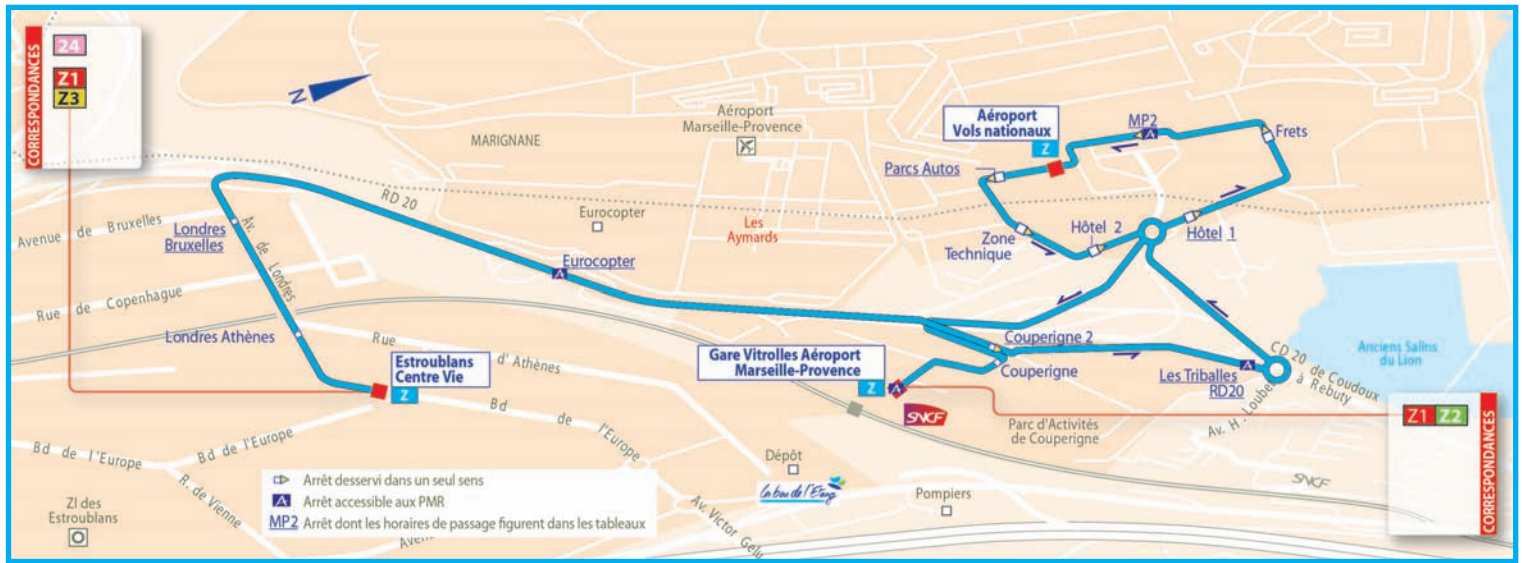 CORRESPONDANCES
24
Z1
Z3
N
MARIGNANE
Aéroport
Marseille-Provence
Aéroport
Vols nationaux
Z
MP2
Frets
Parcs Autos
RD 20
Eurocopter
Les
Aymards
Zone
Technique
Hôtel 2
Hôtel 1
Avenue de Bruxelles
Londres
Bruxelles
Av. de Londres
Eurocopter
Rue de Copenhague
Londres Athènes
Rue d'Athènes
Estroublans
Centre Vie
Z
Gare Vitrolles Aéroport
Marseille-Provence
Z
SNCF
Couperigne 2
Couperigne
Les Triballes
RD20
CD 20 de Coudoux
à Rebuty
Anciens Salins
du Lion
Av. H. Loubet
Parc d'Activités
de Couperigne
Z1 Z2
CORRESPONDANCES
SNCF
Bd de l'Europe
Bd de l'Europe
Bd de l'Europe
R. de Vienne
ZI des
Estroublans
Arrêt desservi dans un seul sens
A Arrêt accessible aux PMR
MP2 Arrêt dont les horaires de passage figurent dans les tableaux
Dépôt
Les bus de l'Etang
Pompiers
Av. Victor Gelu